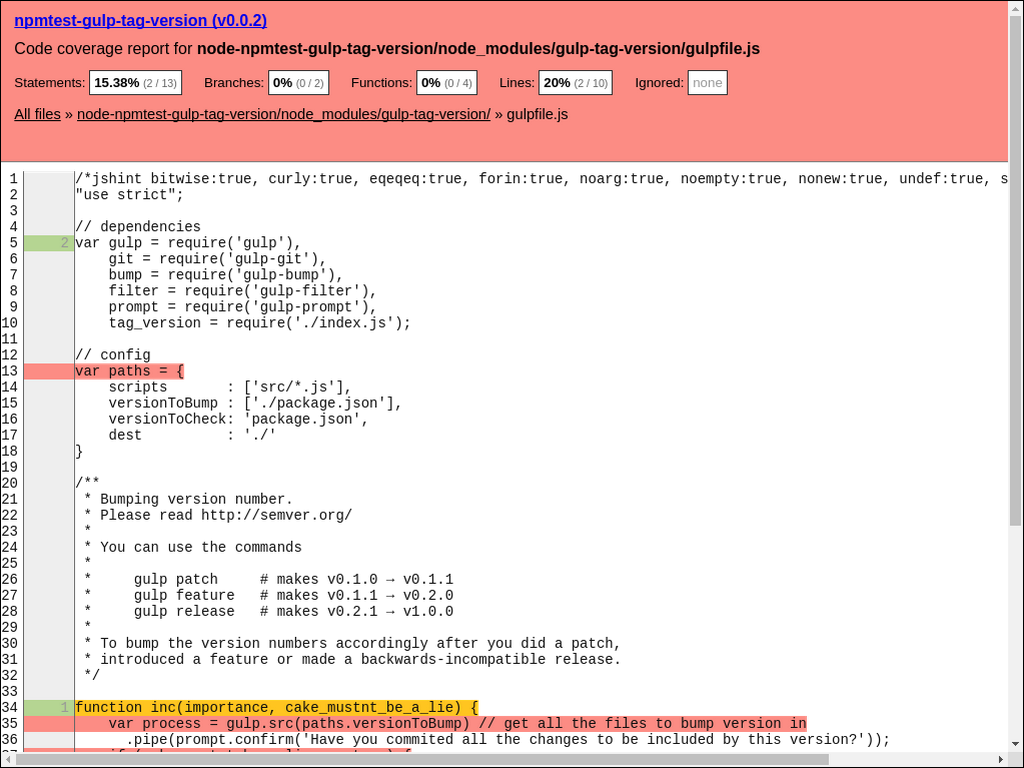 npmtest-gulp-tag-version (v0.0.2)
Code coverage report for node-npmtest-gulp-tag-version/node_modules/gulp-tag-version/gulpfile.js
Statements: 15.38% (2 / 13) Branches: 0% (0 / 2) Functions: 0% (0 / 4) Lines: 20% (2 / 10) Ignored: none
All files » node-npmtest-gulp-tag-version/node_modules/gulp-tag-version/ » gulpfile.js
1 /*jshint bitwise:true, curly:true, eqeqeq:true, forin:true, noarg:true, noempty:true, nonew:true, undef:true, s
2 "use strict";
3
4 // dependencies
5 2 var gulp = require('gulp'),
6     git = require('gulp-git'),
7     bump = require('gulp-bump'),
8     filter = require('gulp-filter'),
9     prompt = require('gulp-prompt'),
10     tag_version = require('./index.js');
11
12 // config
13 var paths = {
14     scripts       : ['src/*.js'],
15     versionToBump : ['./package.json'],
16     versionToCheck: 'package.json',
17     dest          : './'
18 }
19
20 /**
21  * Bumping version number.
22  * Please read http://semver.org/
23  *
24  * You can use the commands
25  *
26  *     gulp patch     # makes v0.1.0 → v0.1.1
27  *     gulp feature   # makes v0.1.1 → v0.2.0
28  *     gulp release   # makes v0.2.1 → v1.0.0
29  *
30  * To bump the version numbers accordingly after you did a patch,
31  * introduced a feature or made a backwards-incompatible release.
32  */
33
34 1 function inc(importance, cake_mustnt_be_a_lie) {
35     var process = gulp.src(paths.versionToBump) // get all the files to bump version in
36       .pipe(prompt.confirm('Have you commited all the changes to be included by this version?'));